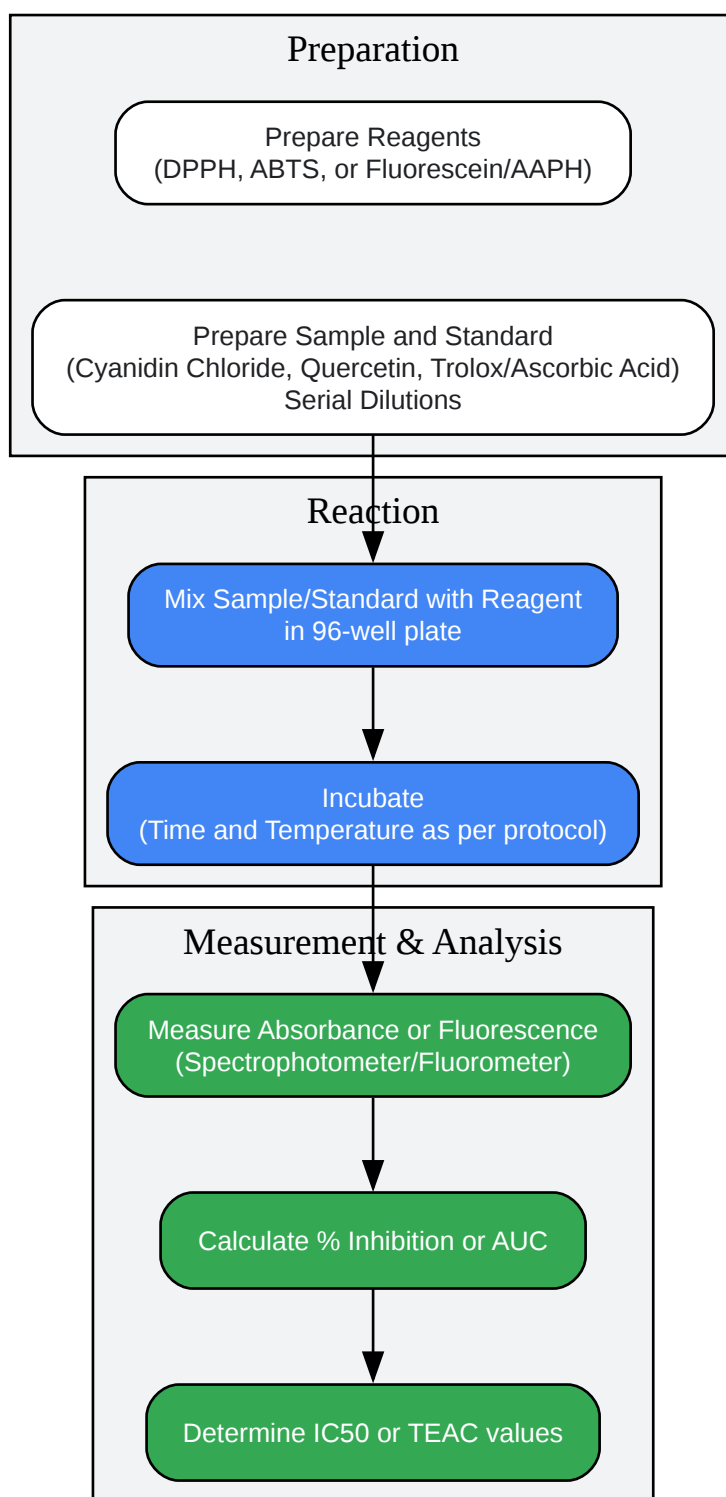 Preparation
Prepare Reagents
(DPPH, ABTS, or Fluorescein/AAPH)
Prepare Sample and Standard
(Cyanidin Chloride, Quercetin, Trolox/Ascorbic Acid)
Serial Dilutions
Reaction
Mix Sample/Standard with Reagent
in 96-well plate
Incubate
(Time and Temperature as per protocol)
Measurement & Analysis
Measure Absorbance or Fluorescence
(Spectrophotometer/Fluorometer)
Calculate % Inhibition or AUC
Determine IC50 or TEAC values